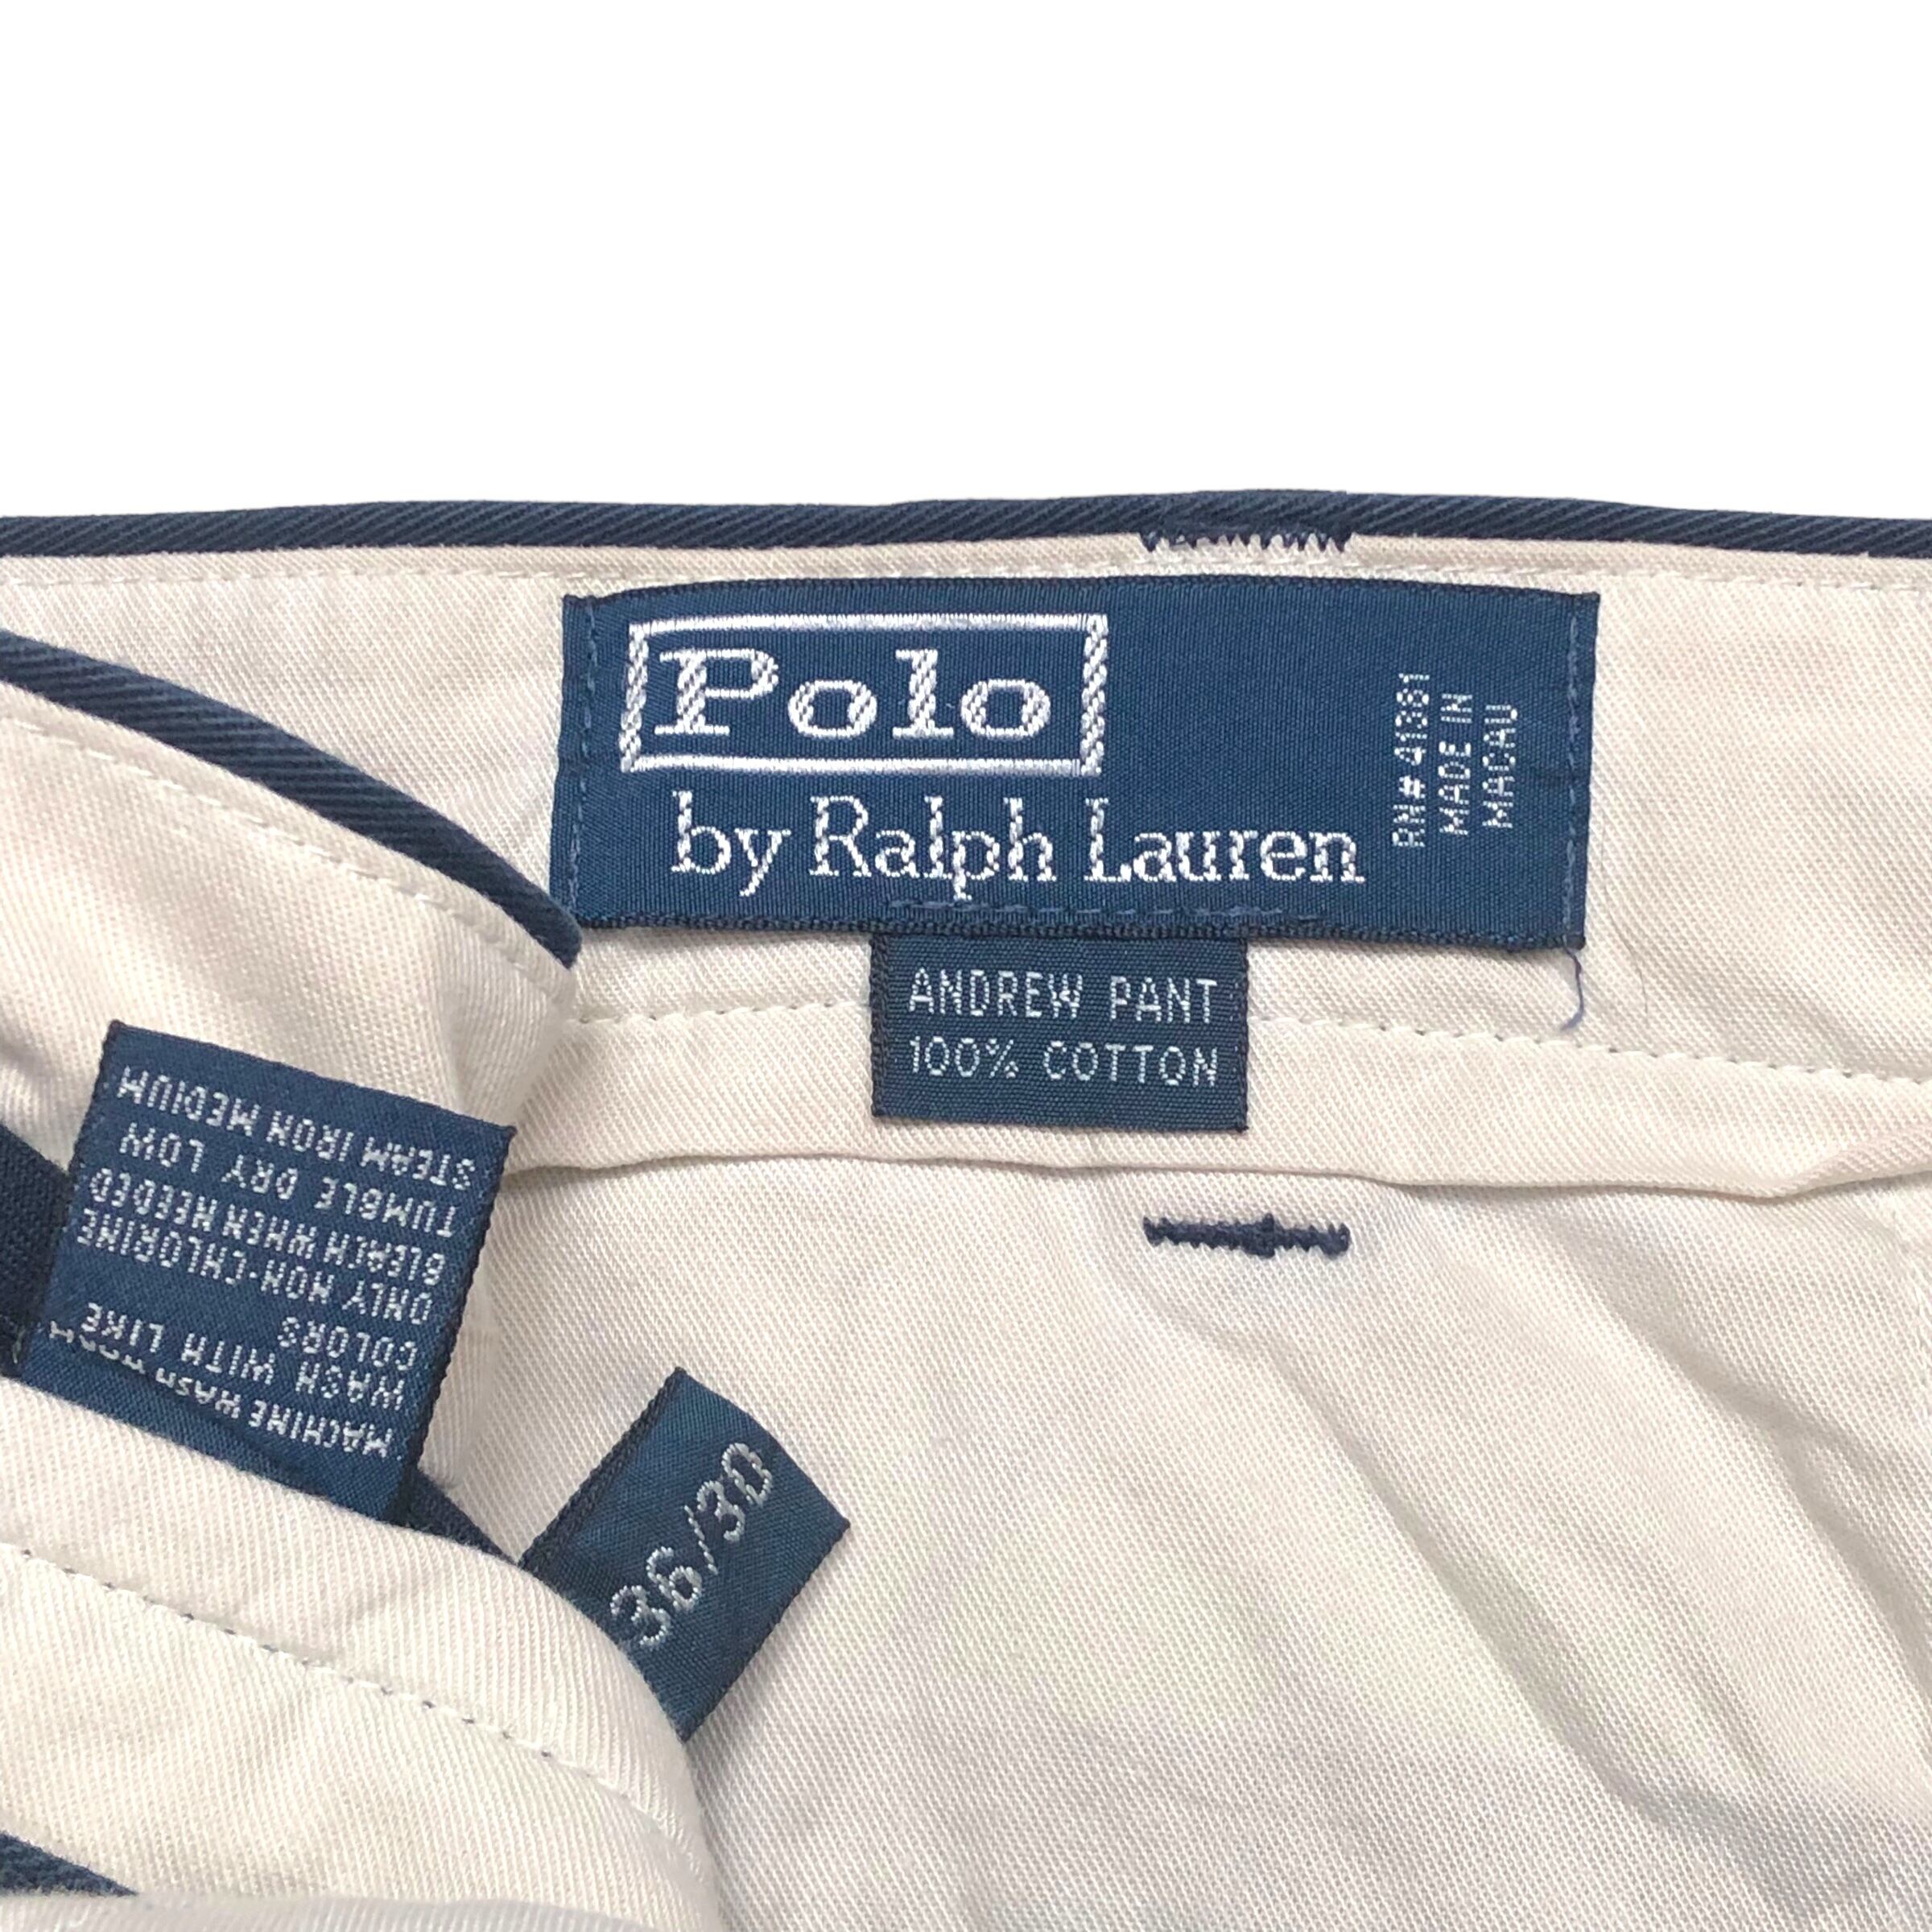 Polo
by Ralph Lauren
RN# 41381
MADE IN
MACAU
ANDREW PANT
100% COTTON
MACHINE WASH
WASH WITH LIKE
COLORS
ONLY NON-CHLORINE
BLEACH WHEN NEEDED
TUMBLE DRY LOW
STEAM IRON MEDIUM
36/30